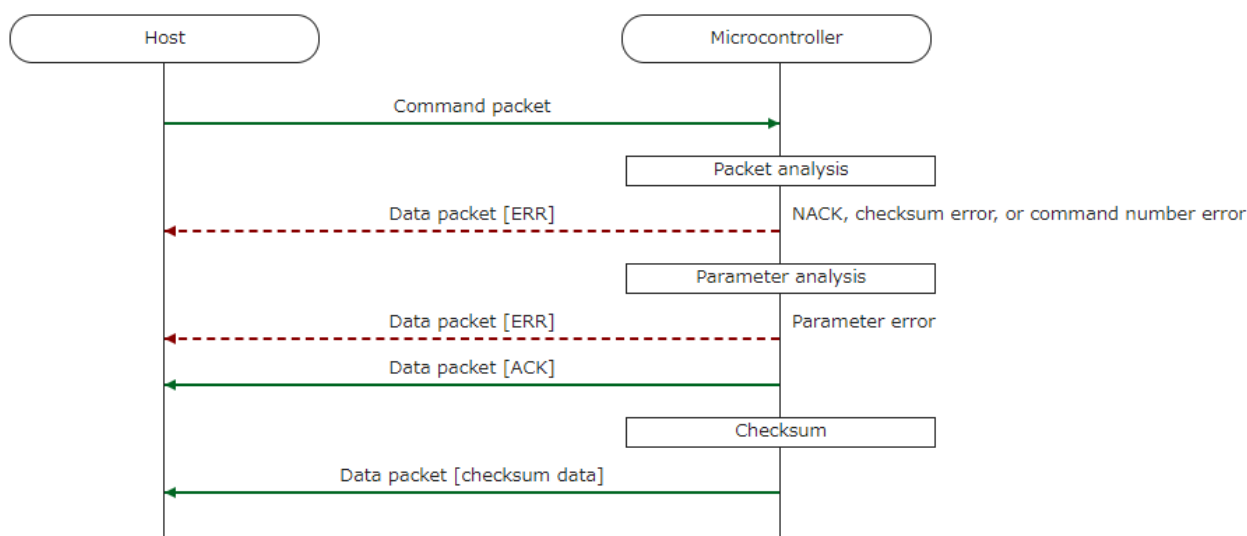 Host
Microcontroller
Command packet
Packet analysis
Data packet [ERR]
NACK, checksum error, or command number error
Parameter analysis
Data packet [ERR]
Parameter error
Data packet [ACK]
Checksum
Data packet [checksum data]